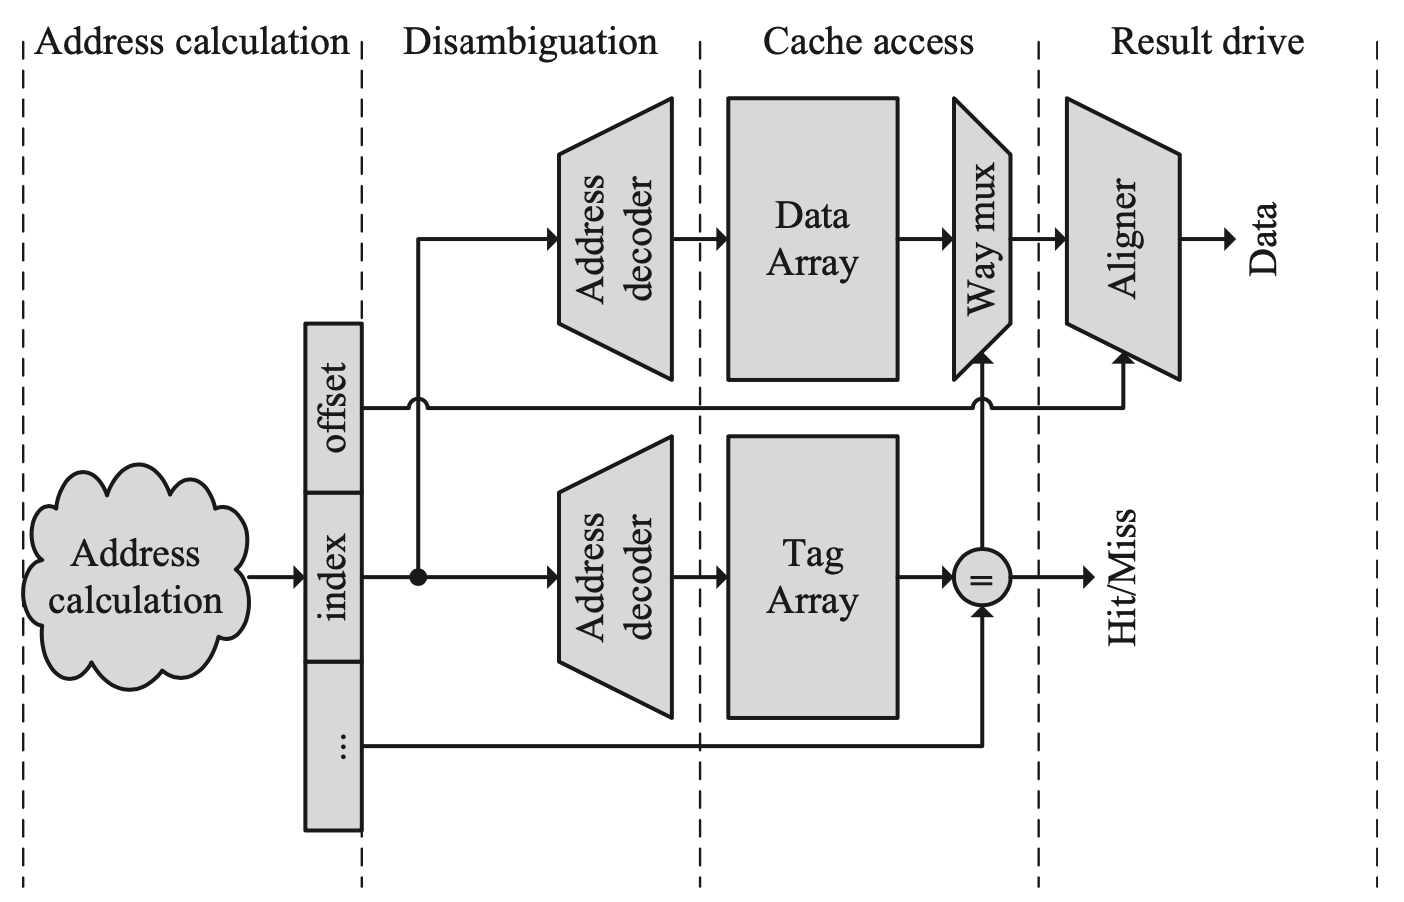 Address calculation
Disambiguation
Cache access
Result drive
Address
decoder
Data
Array
Way mux
Aligner
Data
offset
index
...
Address
calculation
Address
decoder
Tag
Array
=
Hit/Miss